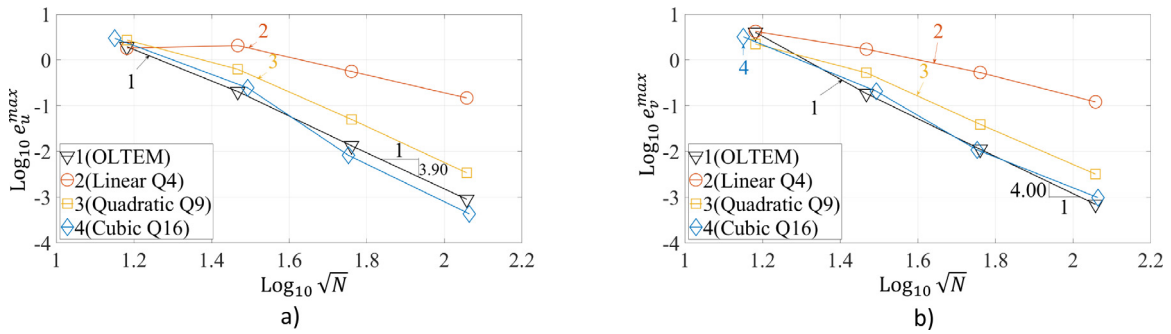 1
0
-1
-2
-3
-4
Log₁₀ e_u^max
2
3
1
1
3.90
1(OLTEM)
2(Linear Q4)
3(Quadratic Q9)
4(Cubic Q16)
1 1.2 1.4 1.6 1.8 2 2.2
Log₁₀ √N
a)
1
0
-1
-2
-3
-4
Log₁₀ e_v^max
2
3
4
1
4.00
1
1(OLTEM)
2(Linear Q4)
3(Quadratic Q9)
4(Cubic Q16)
1 1.2 1.4 1.6 1.8 2 2.2
Log₁₀ √N
b)